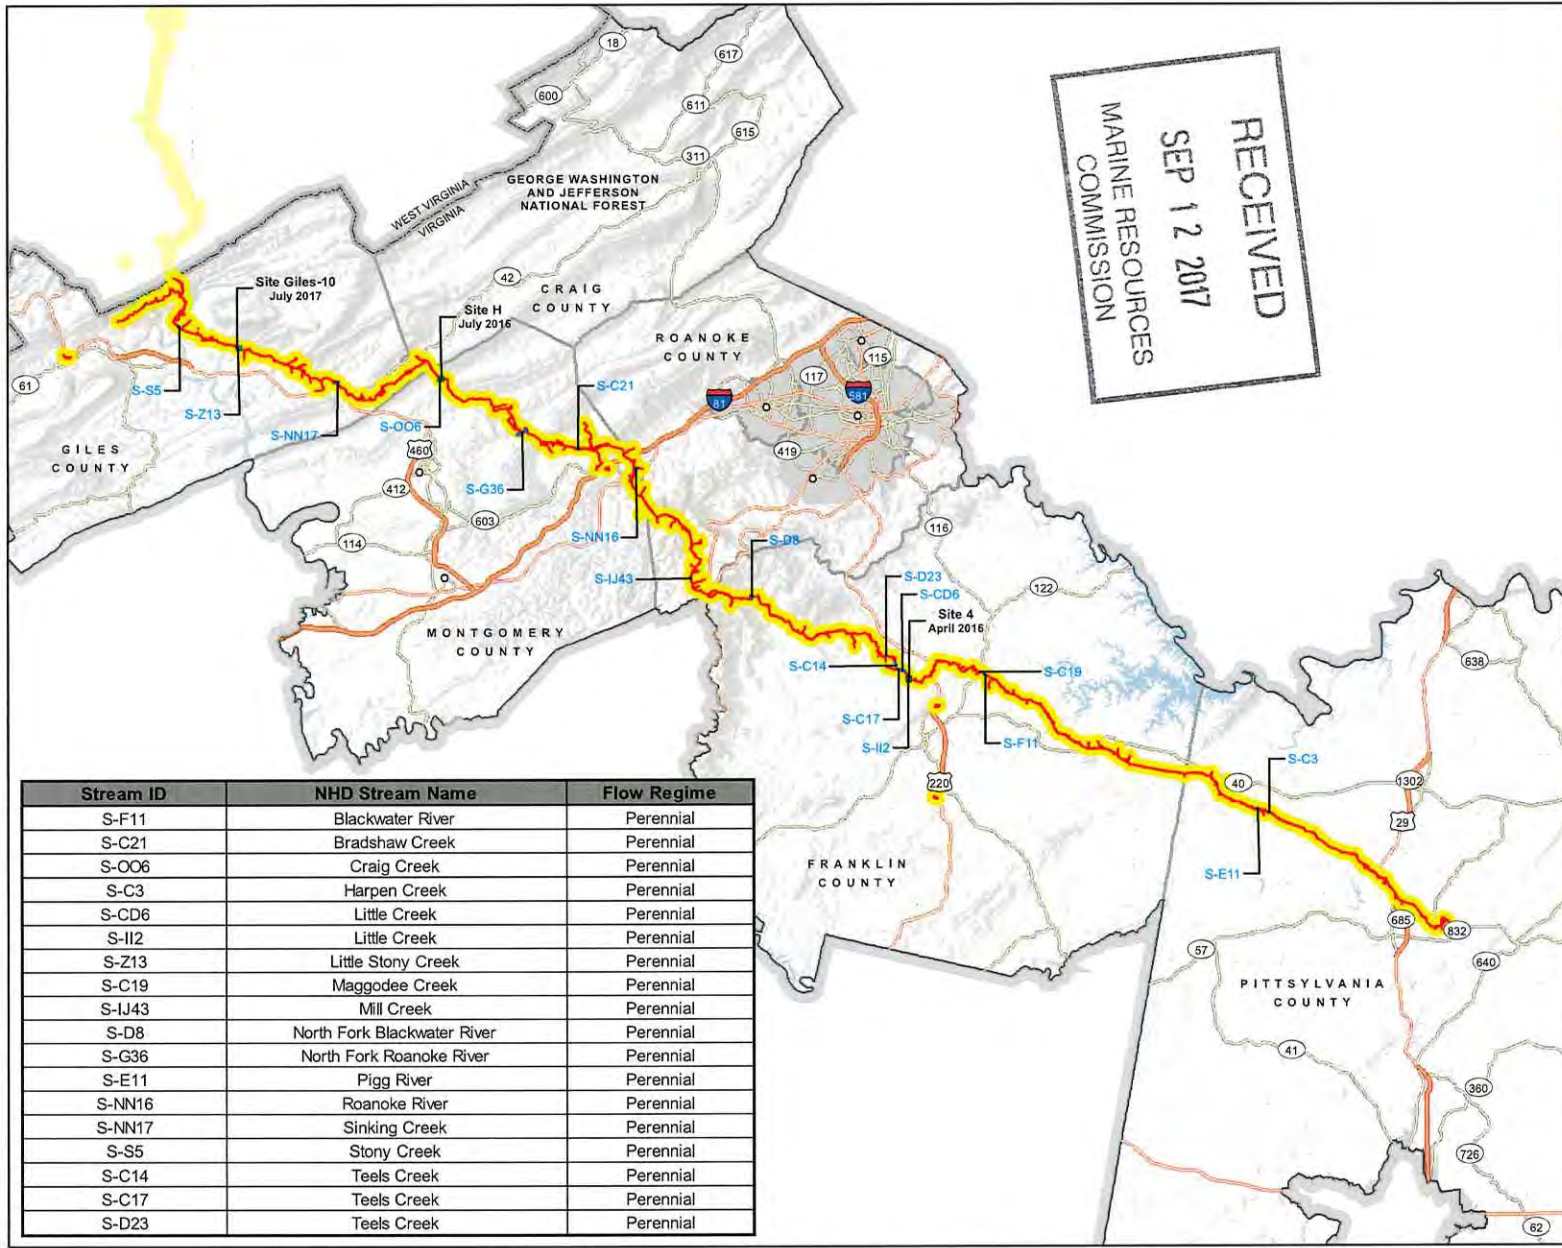 18
617
600
611
615
311
GEORGE WASHINGTON
AND JEFFERSON
NATIONAL FOREST
WEST VIRGINIA
VIRGINIA
RECEIVED
SEP 12 2017
MARINE RESOURCES
COMMISSION
42
CRAIG
COUNTY
Site Giles-10
July 2017
Site H
July 2016
ROANOKE
COUNTY
115
117
581
81
61
S-S5
S-Z13
S-NN17
S-OO6
S-C21
419
GILES
COUNTY
460
412
S-G36
603
114
S-NN16
116
S-D8
S-IJ43
S-D23
S-CD6
122
Site 4
April 2016
MONTGOMERY
COUNTY
S-C14
S-C19
638
S-C17
S-II2
S-F11
S-C3
220
40
1302
29
FRANKLIN
COUNTY
S-E11
685
832
57
640
PITTSYLVANIA
COUNTY
41
360
726
62
Stream ID NHD Stream Name Flow Regime
S-F11 Blackwater River Perennial
S-C21 Bradshaw Creek Perennial
S-OO6 Craig Creek Perennial
S-C3 Harpen Creek Perennial
S-CD6 Little Creek Perennial
S-II2 Little Creek Perennial
S-Z13 Little Stony Creek Perennial
S-C19 Maggodee Creek Perennial
S-IJ43 Mill Creek Perennial
S-D8 North Fork Blackwater River Perennial
S-G36 North Fork Roanoke River Perennial
S-E11 Pigg River Perennial
S-NN16 Roanoke River Perennial
S-NN17 Sinking Creek Perennial
S-S5 Stony Creek Perennial
S-C14 Teels Creek Perennial
S-C17 Teels Creek Perennial
S-D23 Teels Creek Perennial